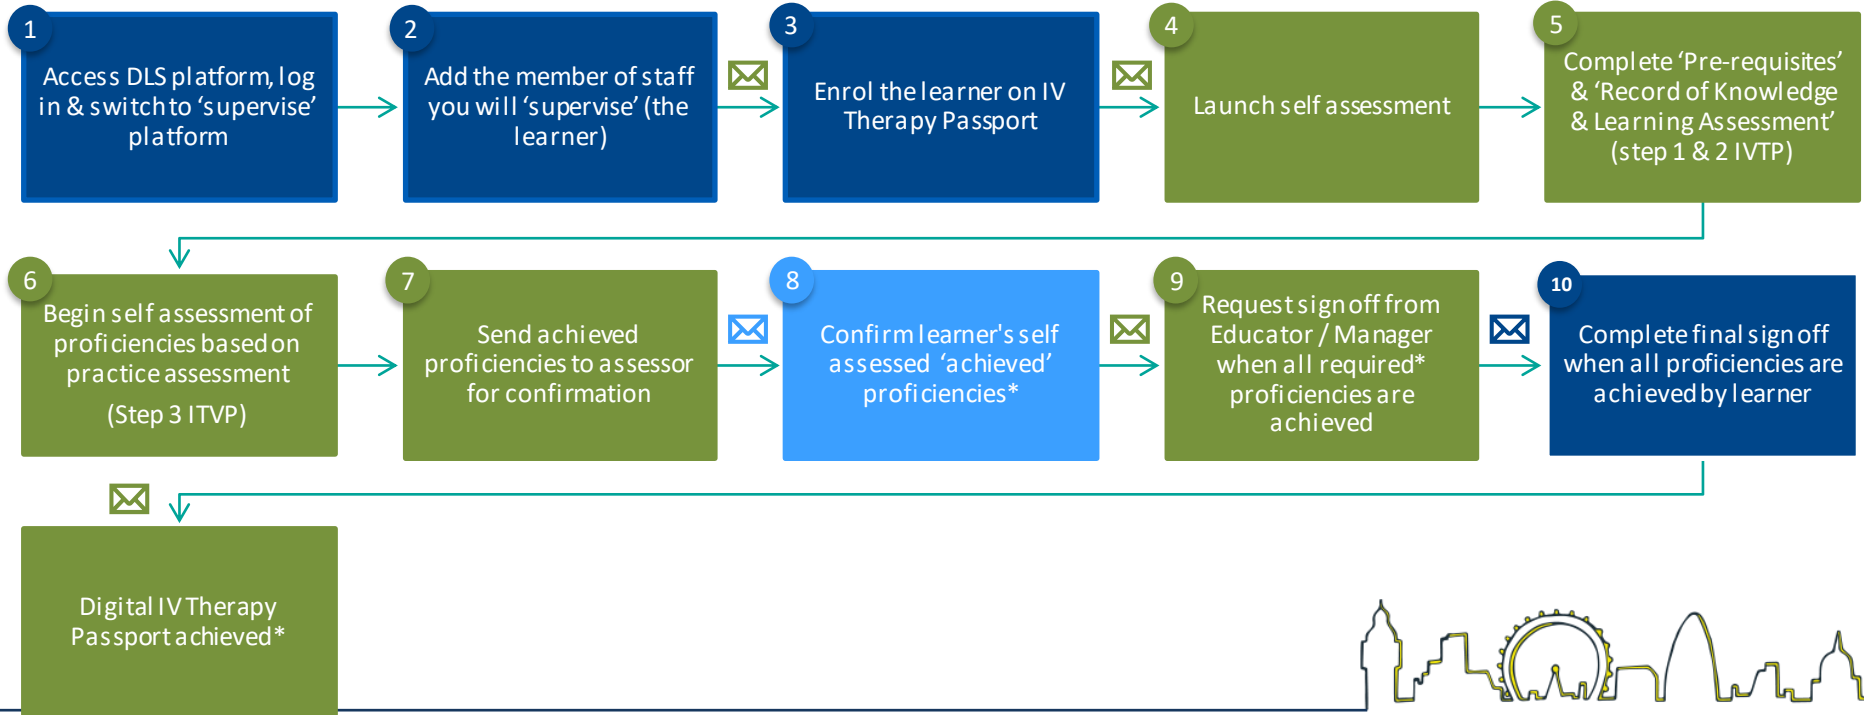 1
Access DLS platform, log
in & switch to ‘supervise’
platform
2
Add the member of staff
you will ‘supervise’ (the
learner)
3
Enrol the learner on IV
Therapy Passport
4
Launch self assessment
5
Complete ‘Pre-requisites’
& ‘Record of Knowledge
& Learning Assessment’
(step 1 & 2 IVTP)
6
Begin self assessment of
proficiencies based on
practice assessment
(Step 3 ITVP)
7
Send achieved
proficiencies to assessor
for confirmation
8
Confirm learner's self
assessed ‘achieved’
proficiencies*
9
Request sign off from
Educator / Manager
when all required*
proficiencies are
achieved
10
Complete final sign off
when all proficiencies are
achieved by learner
Digital IV Therapy
Passport achieved*